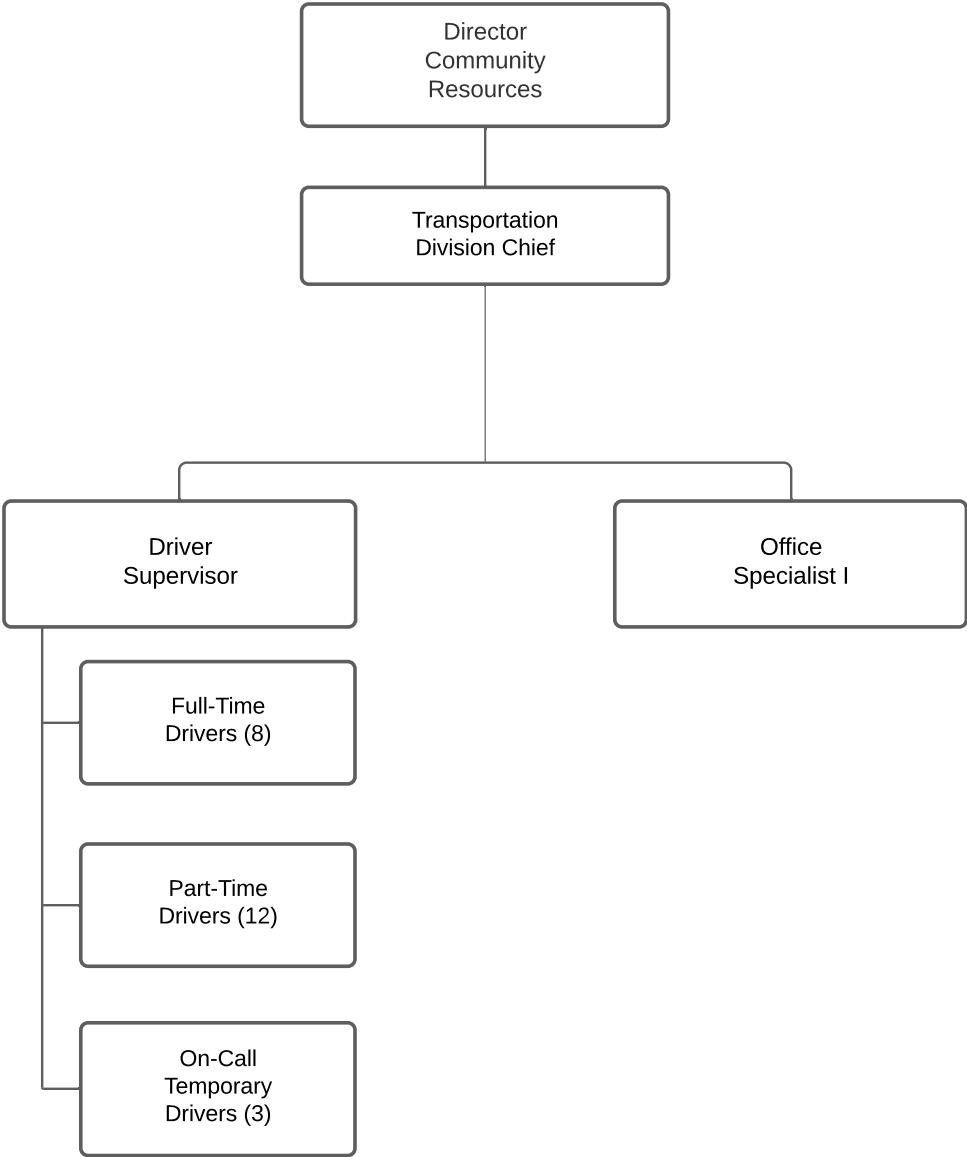 Director
Community
Resources
Transportation
Division Chief
Driver
Supervisor
Office
Specialist I
Full-Time
Drivers (8)
Part-Time
Drivers (12)
On-Call
Temporary
Drivers (3)